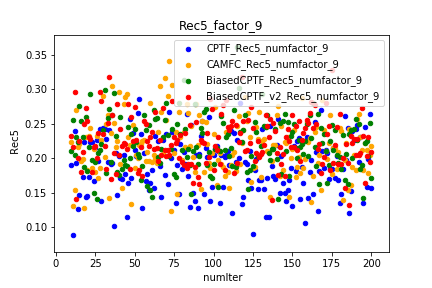 Rec5_factor_9
CPTF_Rec5_numfactor_9
CAMFC_Rec5_numfactor_9
BiasedCPTF_Rec5_numfactor_9
BiasedCPTF_v2_Rec5_numfactor_9
Rec5
0.35
0.30
0.25
0.20
0.15
0.10
0 25 50 75 100 125 150 175 200
numIter